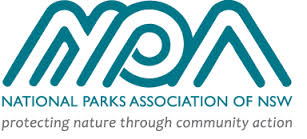 NPA
NATIONAL PARKS ASSOCIATION OF NSW
protecting nature through community action